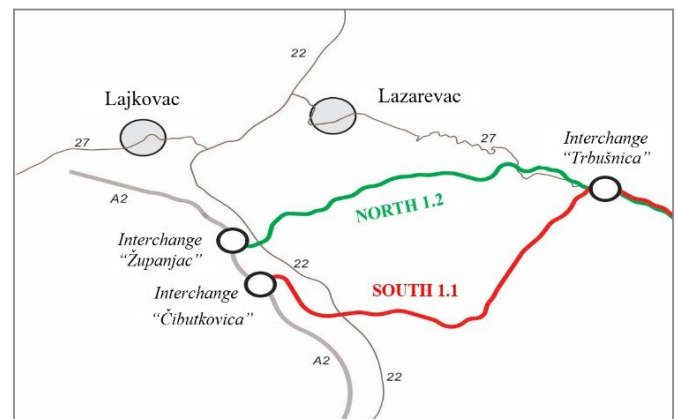 22
Lajkovac
Lazarevac
27
27
Interchange
“Trbušnica”
A2
NORTH 1.2
Interchange
“Županjac”
22
Interchange
“Čibutkovica”
SOUTH 1.1
A2
22